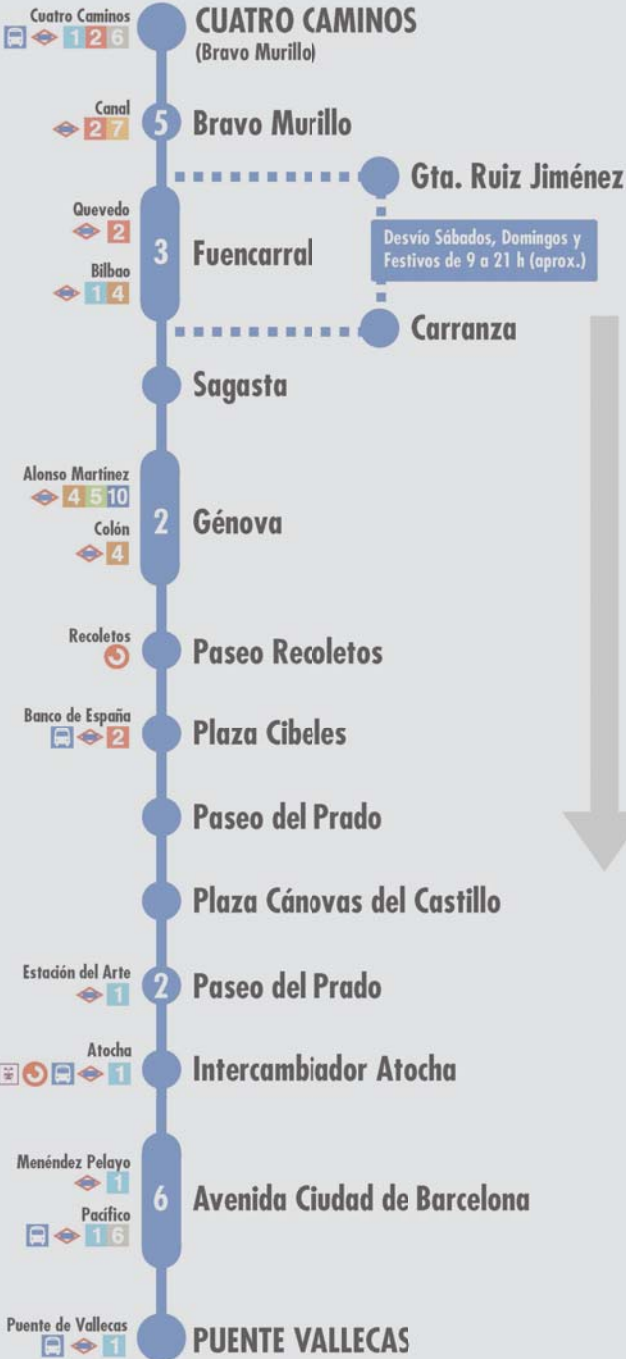 Cuatro Caminos
1 2 6
CUATRO CAMINOS
(Bravo Murillo)
Canal
2 7
5
Bravo Murillo
Gta. Ruiz Jiménez
Quevedo
2
3
Fuencarral
Desvío Sábados, Domingos y
Festivos de 9 a 21 h (aprox.)
Bilbao
1 4
Carranza
Sagasta
Alonso Martínez
4 5 10
2
Génova
Colón
4
Recoletos
Paseo Recoletos
Banco de España
2
Plaza Cibeles
Paseo del Prado
Plaza Cánovas del Castillo
Estación del Arte
1
2
Paseo del Prado
Atocha
1
Intercambiador Atocha
Menéndez Pelayo
1
6
Avenida Ciudad de Barcelona
Pacífico
1 6
Puente de Vallecas
1
PUENTE VALLECAS